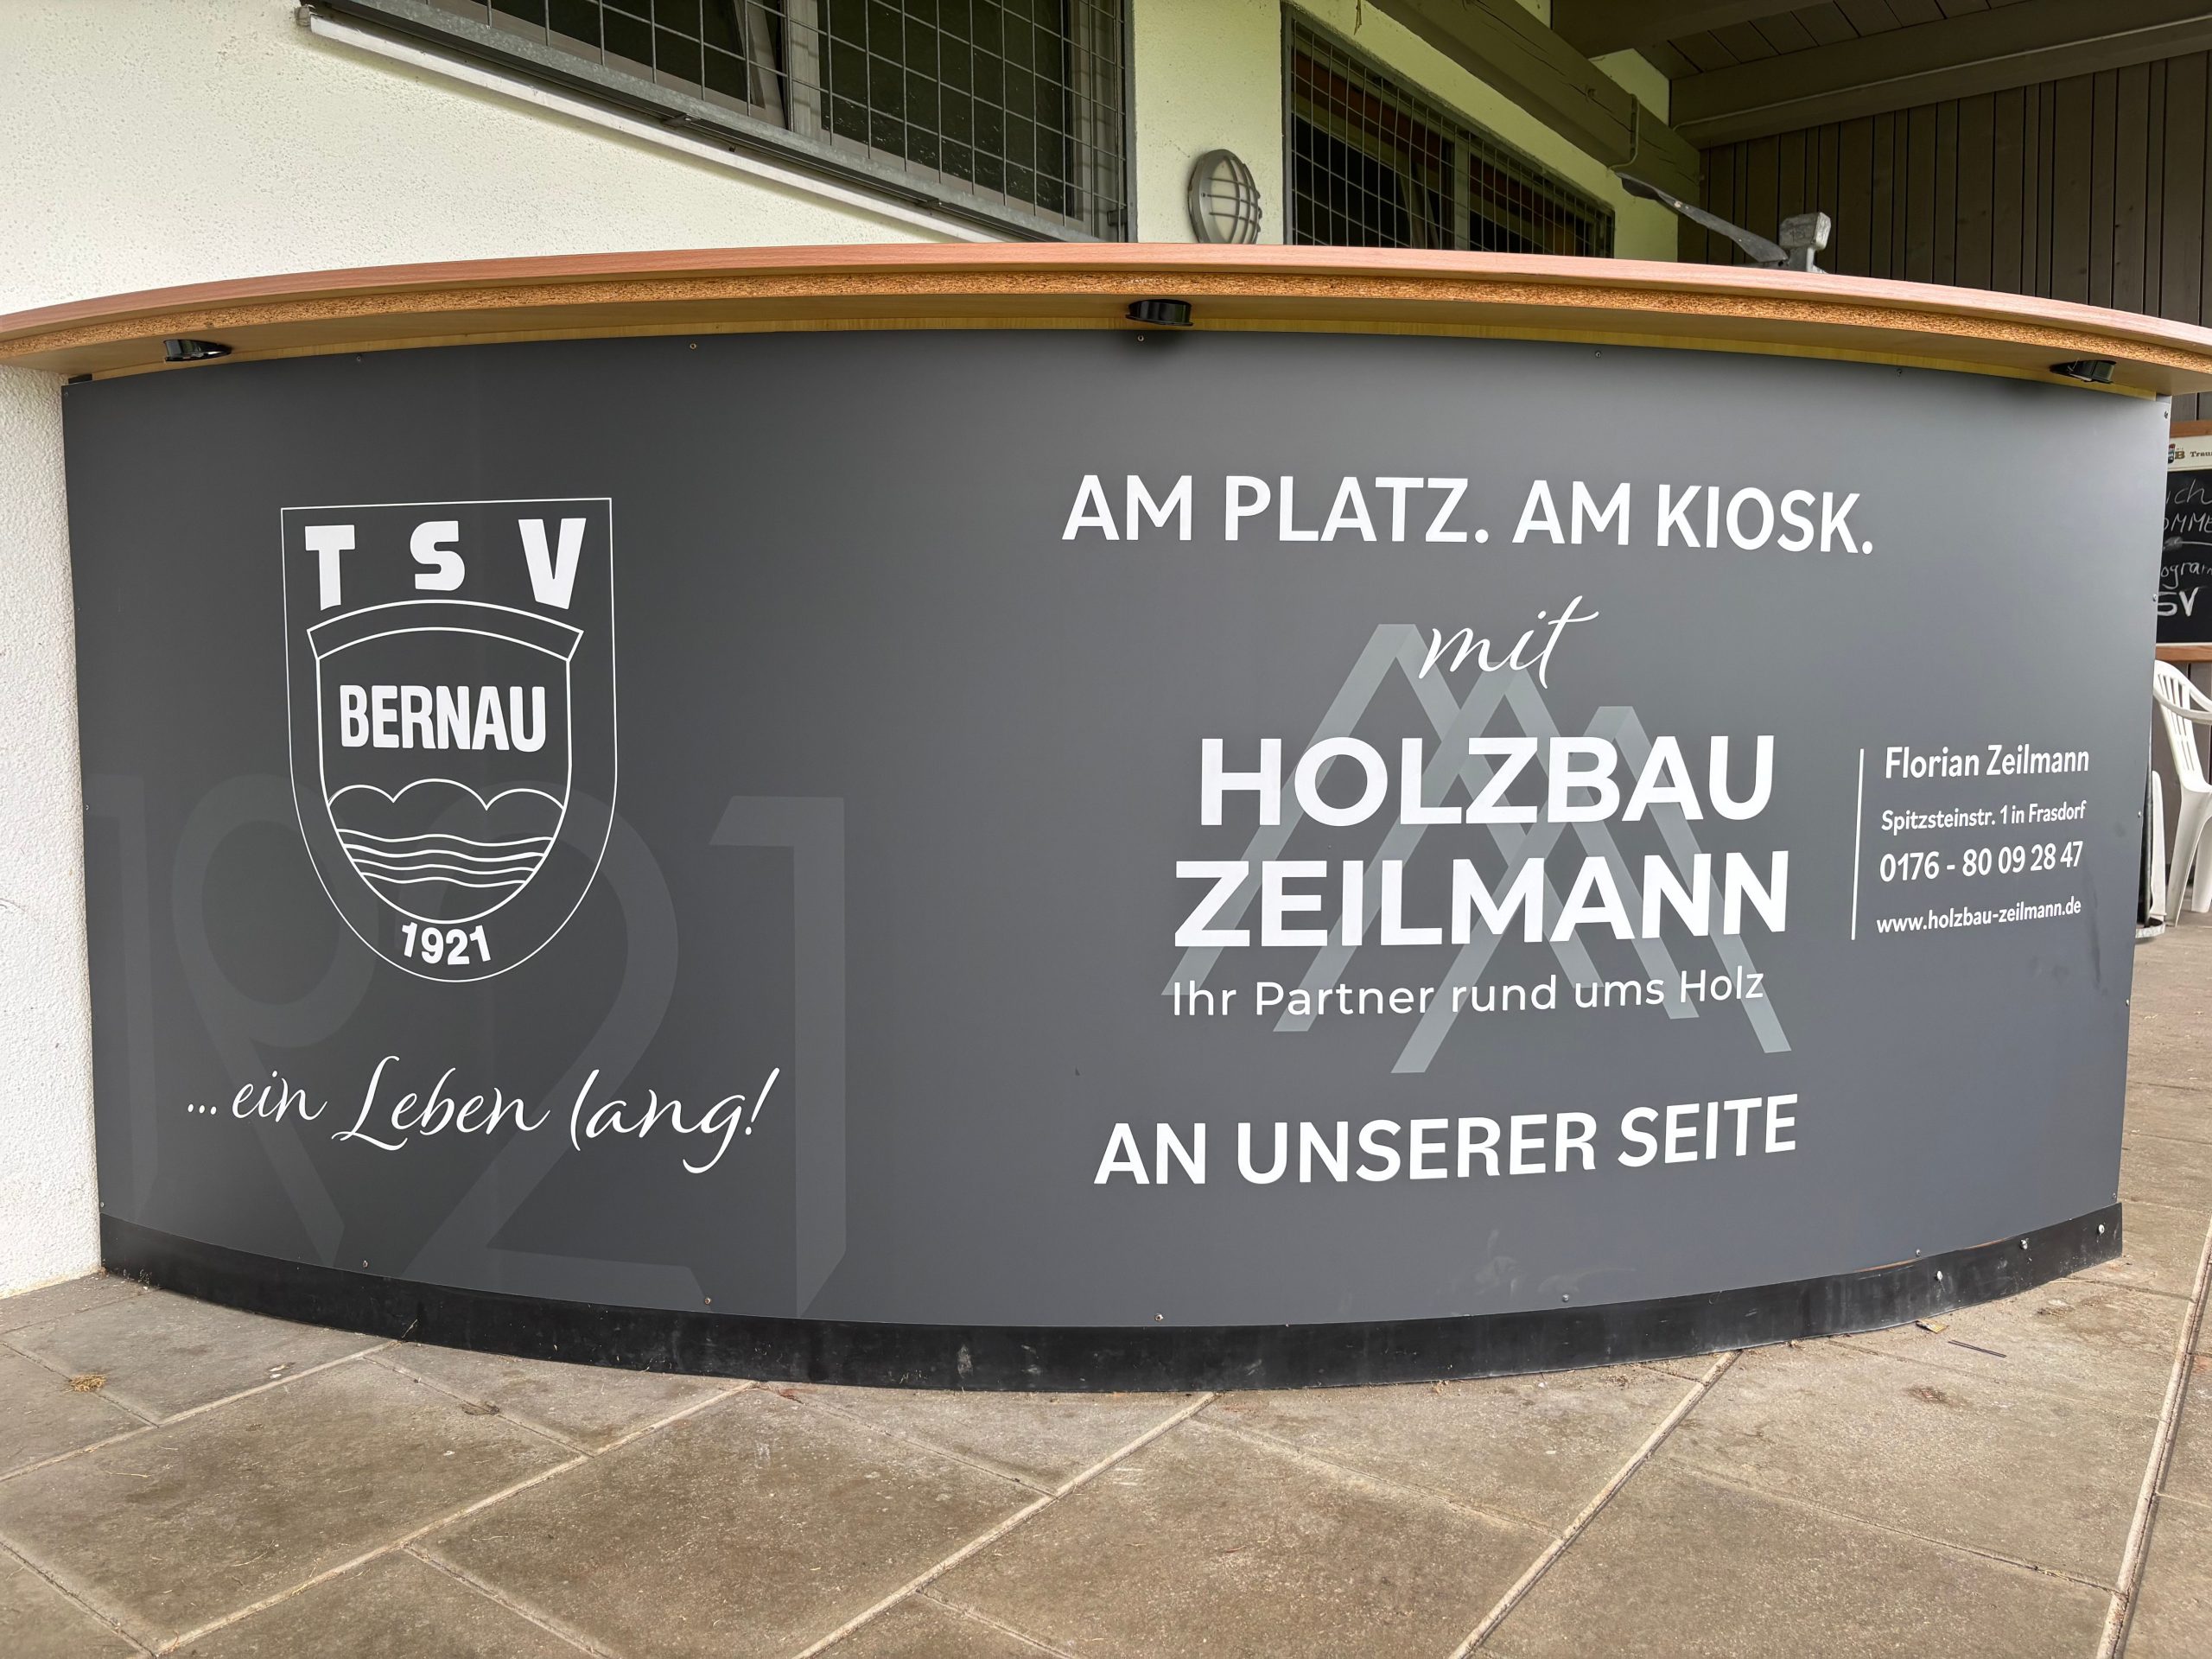 TSV
BERNAU
1921
1921
... ein Leben lang!
AM PLATZ. AM KIOSK.
mit
HOLZBAU
ZEILMANN
Ihr Partner rund ums Holz
AN UNSERER SEITE
Florian Zeilmann
Spitzsteinstr. 1 in Frasdorf
0176 - 80 09 28 47
www.holzbau-zeilmann.de